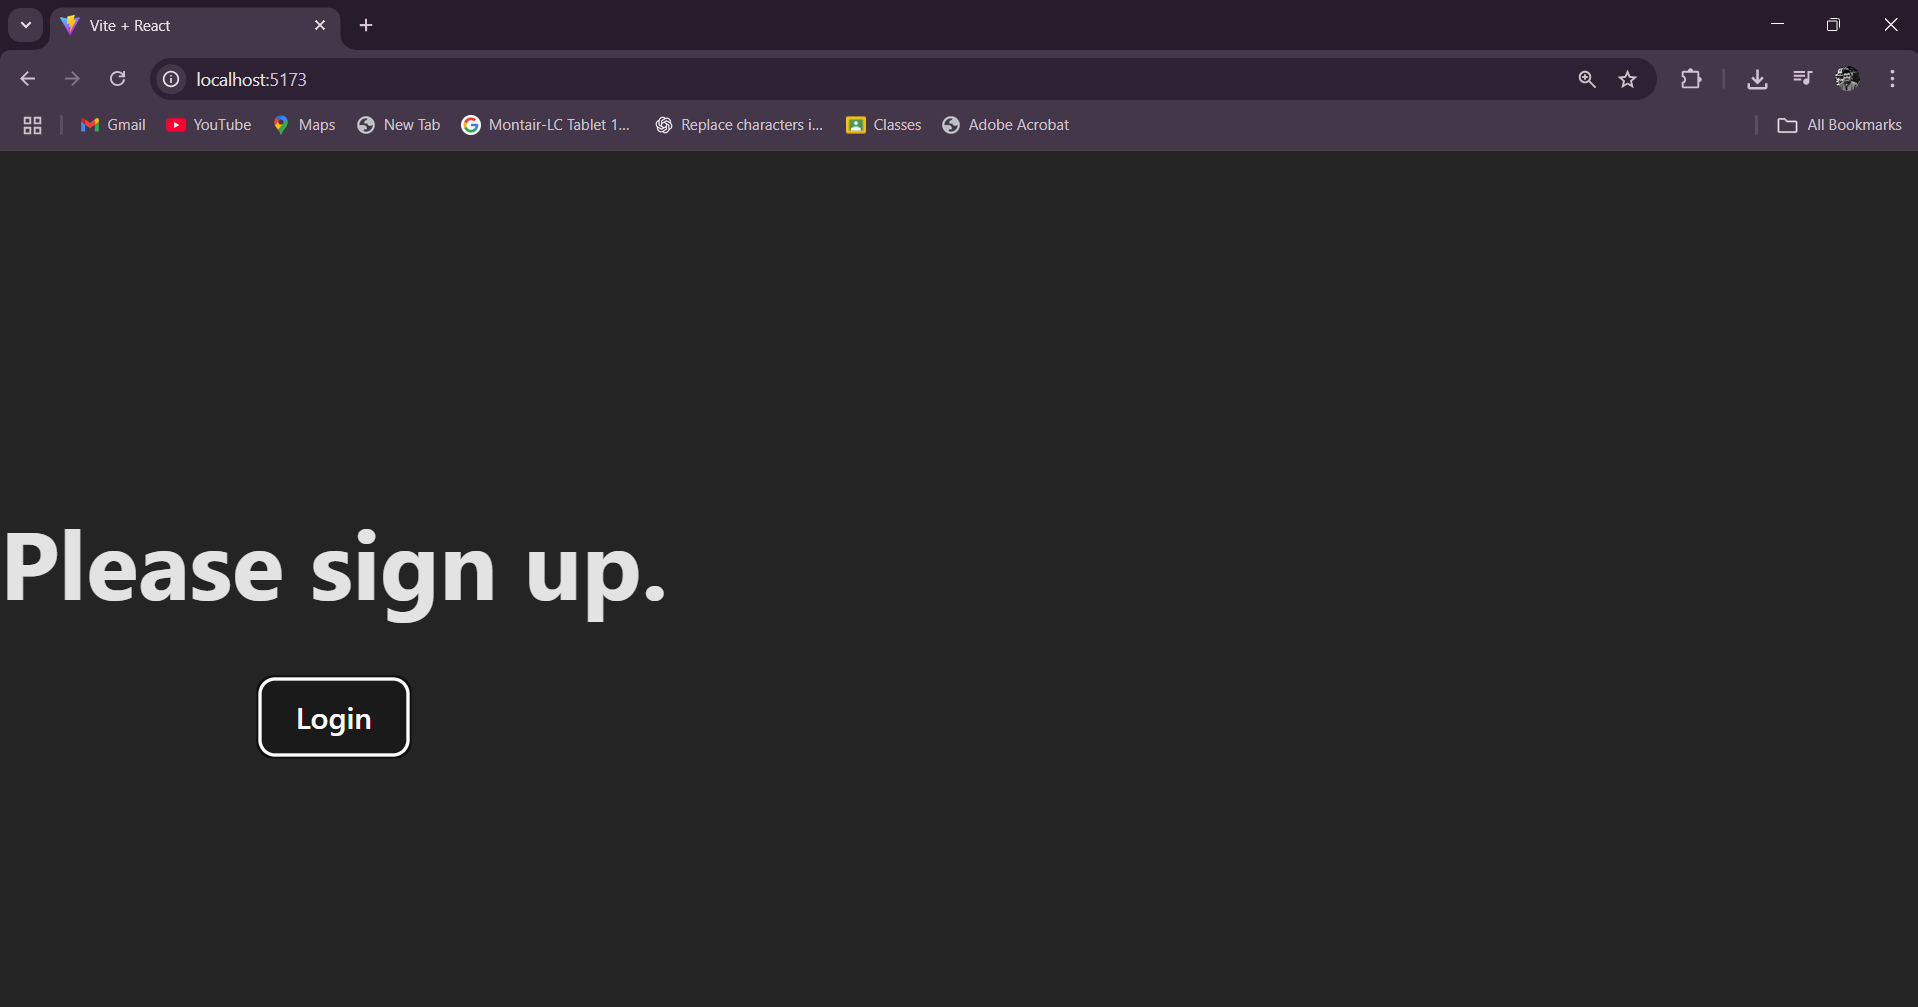 Vite + React
localhost:5173
Gmail YouTube Maps New Tab Montair-LC Tablet 1... Replace characters i... Classes Adobe Acrobat All Bookmarks
Please sign up.
Login